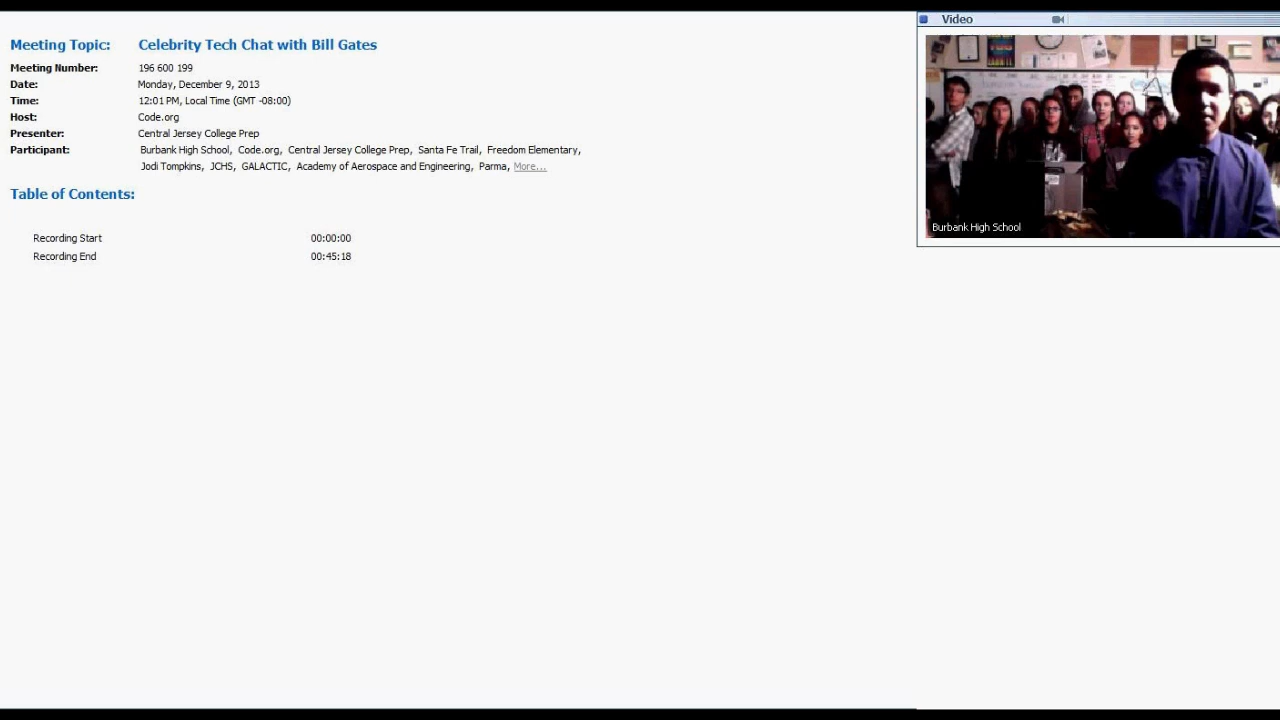 Video
Meeting Topic: Celebrity Tech Chat with Bill Gates
Meeting Number: 196 600 199
Date: Monday, December 9, 2013
Time: 12:01 PM, Local Time (GMT -08:00)
Host: Code.org
Presenter: Central Jersey College Prep
Participant: Burbank High School, Code.org, Central Jersey College Prep, Santa Fe Trail, Freedom Elementary,
Jodi Tompkins, JCHS, GALACTIC, Academy of Aerospace and Engineering, Parma, More...
Table of Contents:
Burbank High School
Recording Start 00:00:00
Recording End 00:45:18